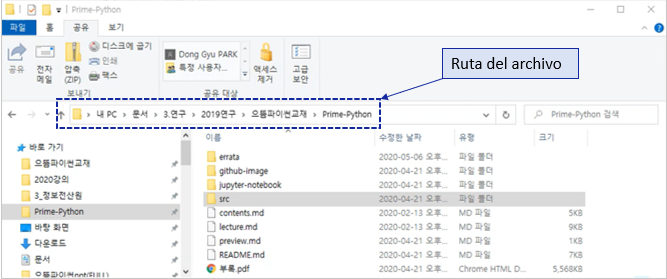 Prime-Python
파일 홈 공유 보기
공유
전자 메일
압축 (ZIP)
디스크에 굽기
인쇄
팩스
보내기
Dong Gyu PARK
특정 사용자...
공유 대상
액세스 제거
고급 보안
Ruta del archivo
내 PC > 문서 > 3.연구 > 2019연구 > 으뜸파이썬교재 > Prime-Python
Prime-Python 검색
이름 수정한 날짜 유형 크기
바로 가기
으뜸파이썬교재
2020강의
3_정보전산원
Prime-Python
바탕 화면
다운로드
문서
으뜸파이썬ppt(FULL)
errata 2020-05-06 오후... 파일 폴더
github-image 2020-04-21 오후... 파일 폴더
jupyter-notebook 2020-04-21 오후... 파일 폴더
src 2020-04-21 오후... 파일 폴더
contents.md 2020-02-13 오후... MD 파일 5KB
lecture.md 2020-02-13 오후... MD 파일 9KB
preview.md 2020-04-21 오후... MD 파일 1KB
README.md 2020-04-21 오후... MD 파일 7KB
부록.pdf 2020-04-21 오후... Chrome HTML D... 5,568KB